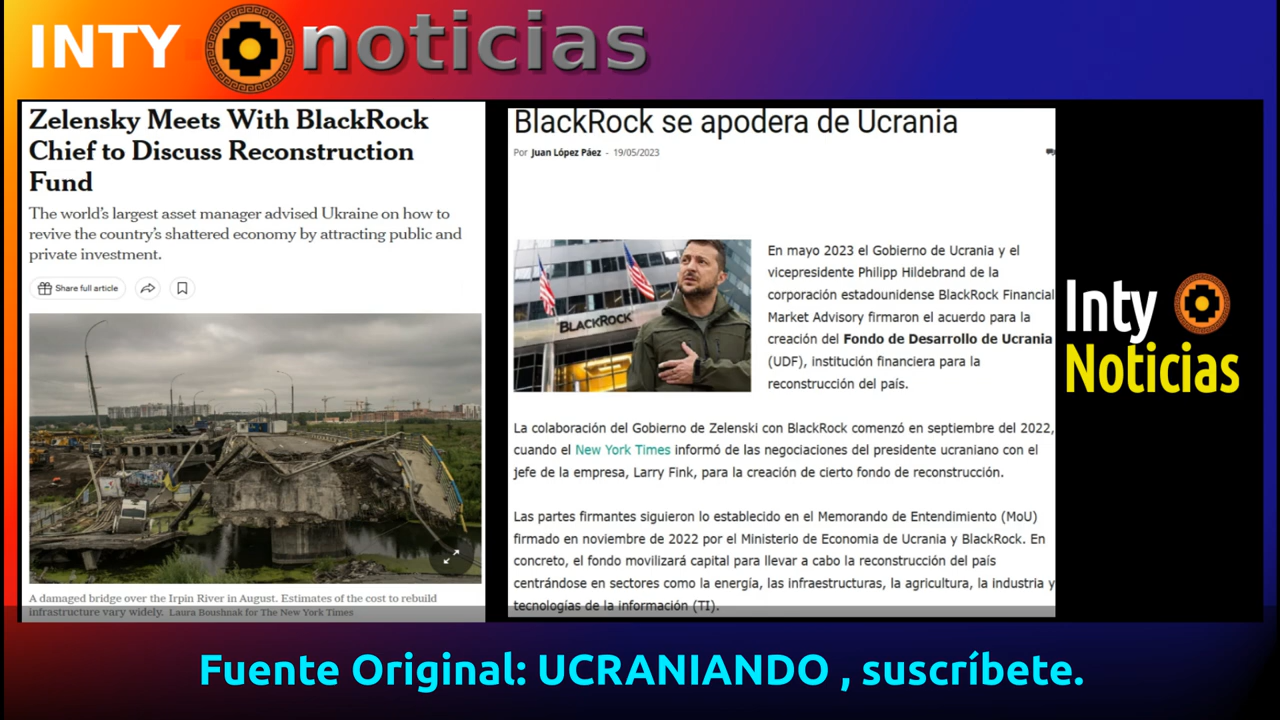 INTY noticias
Zelensky Meets With BlackRock
Chief to Discuss Reconstruction
Fund
The world's largest asset manager advised Ukraine on how to
revive the country's shattered economy by attracting public and
private investment.
Share full article
A damaged bridge over the Irpin River in August. Estimates of the cost to rebuild
infrastructure vary widely. Laura Boushnak for The New York Times
BlackRock se apodera de Ucrania
Por Juan López Páez - 19/05/2023
BLACKROCK
En mayo 2023 el Gobierno de Ucrania y el
vicepresidente Philipp Hildebrand de la
corporación estadounidense BlackRock Financial
Market Advisory firmaron el acuerdo para la
creación del Fondo de Desarrollo de Ucrania
(UDF), institución financiera para la
reconstrucción del país.
La colaboración del Gobierno de Zelenski con BlackRock comenzó en septiembre del 2022,
cuando el New York Times informó de las negociaciones del presidente ucraniano con el
jefe de la empresa, Larry Fink, para la creación de cierto fondo de reconstrucción.
Las partes firmantes siguieron lo establecido en el Memorando de Entendimiento (MoU)
firmado en noviembre de 2022 por el Ministerio de Economia de Ucrania y BlackRock. En
concreto, el fondo movilizará capital para llevar a cabo la reconstrucción del país
centrándose en sectores como la energía, las infraestructuras, la agricultura, la industria y
tecnologías de la información (TI).
Inty
Noticias
Fuente Original: UCRANIANDO , suscríbete.